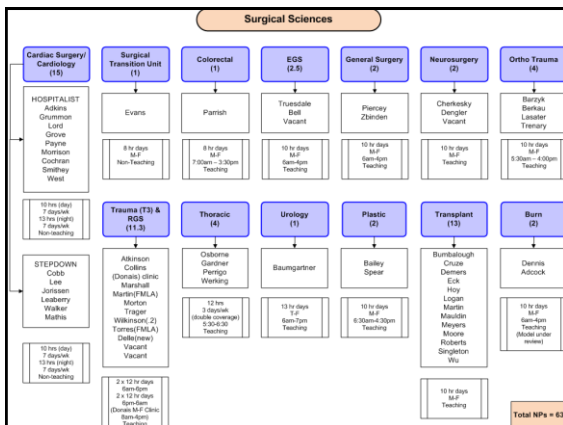 Surgical Sciences
Cardiac Surgery/
Cardiology
(15)
HOSPITALIST
Adkins
Grummon
Lord
Grove
Payne
Morrison
Cochran
Smithey
West
10 hrs (day)
7 days/wk
13 hrs (night)
7 days/wk
Non-teaching
STEPDOWN
Cobb
Lee
Jorissen
Leaberry
Walker
Mathis
10 hrs (day)
7 days/wk
13 hrs (night)
7 days/wk
Non-teaching
Surgical
Transition Unit
(1)
Evans
8 hr days
M-F
Non-Teaching
Colorectal
(1)
Parrish
8 hr days
M-F
7:00am – 3:30pm
Teaching
EGS
(2.5)
Truesdale
Bell
Vacant
10 hr days
M-F
6am-4pm
Teaching
General Surgery
(2)
Piercey
Zbinden
10 hr days
M-F
6am-4pm
Teaching
Neurosurgery
(2)
Cherkesky
Dengler
Vacant
10 hr days
M-F
Teaching
Ortho Trauma
(4)
Barzyk
Berkau
Lasater
Trenary
10 hr days
M-F
5:30am – 4:00pm
Teaching
Trauma (T3) &
RGS
(11.3)
Atkinson
Collins
(Donais) clinic
Marshall
Martin(FMLA)
Morton
Trager
Wilkinson(.2)
Torres(FMLA)
Delle(new)
Vacant
Vacant
2 x 12 hr days
6am-6pm
2 x 12 hr days
6pm-6am
(Donais M-F Clinic
8am-4pm)
Teaching
Thoracic
(4)
Osborne
Gardner
Perrigo
Werking
12 hrs
3 days/wk
(double coverage)
5:30-6:30
Teaching
Urology
(1)
Baumgartner
13 hr days
T-F
6am-7pm
Teaching
Plastic
(2)
Bailey
Spear
10 hr days
M-F
6:30am-4:30pm
Teaching
Transplant
(13)
Bumbalough
Cruze
Demers
Eck
Hoy
Logan
Martin
Mauldin
Meyers
Moore
Roberts
Singleton
Wu
10 hr days
M-F
Teaching
Burn
(2)
Dennis
Adcock
10 hr days
M-F
6am-4pm
Teaching
(Model under
review)
Total NPs = 63